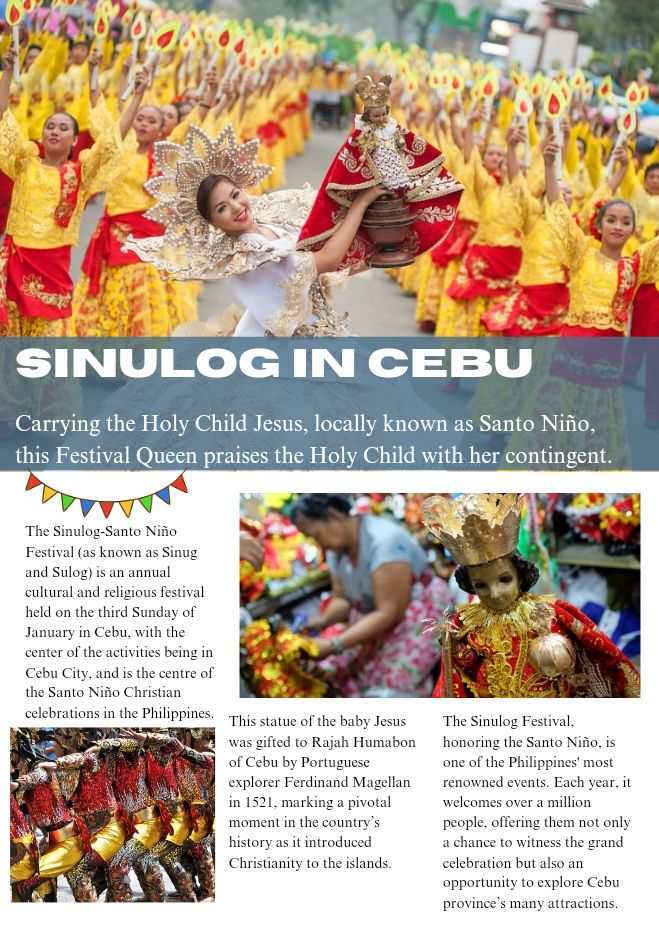 SINULOG IN CEBU
Carrying the Holy Child Jesus, locally known as Santo Niño,
this Festival Queen praises the Holy Child with her contingent.
The Sinulog-Santo Niño
Festival (as known as Sinug
and Sulog) is an annual
cultural and religious festival
held on the third Sunday of
January in Cebu, with the
center of the activities being in
Cebu City, and is the centre of
the Santo Niño Christian
celebrations in the Philippines.
This statue of the baby Jesus
was gifted to Rajah Humabon
of Cebu by Portuguese
explorer Ferdinand Magellan
in 1521, marking a pivotal
moment in the country's
history as it introduced
Christianity to the islands.
The Sinulog Festival,
honoring the Santo Niño, is
one of the Philippines' most
renowned events. Each year, it
welcomes over a million
people, offering them not only
a chance to witness the grand
celebration but also an
opportunity to explore Cebu
province's many attractions.